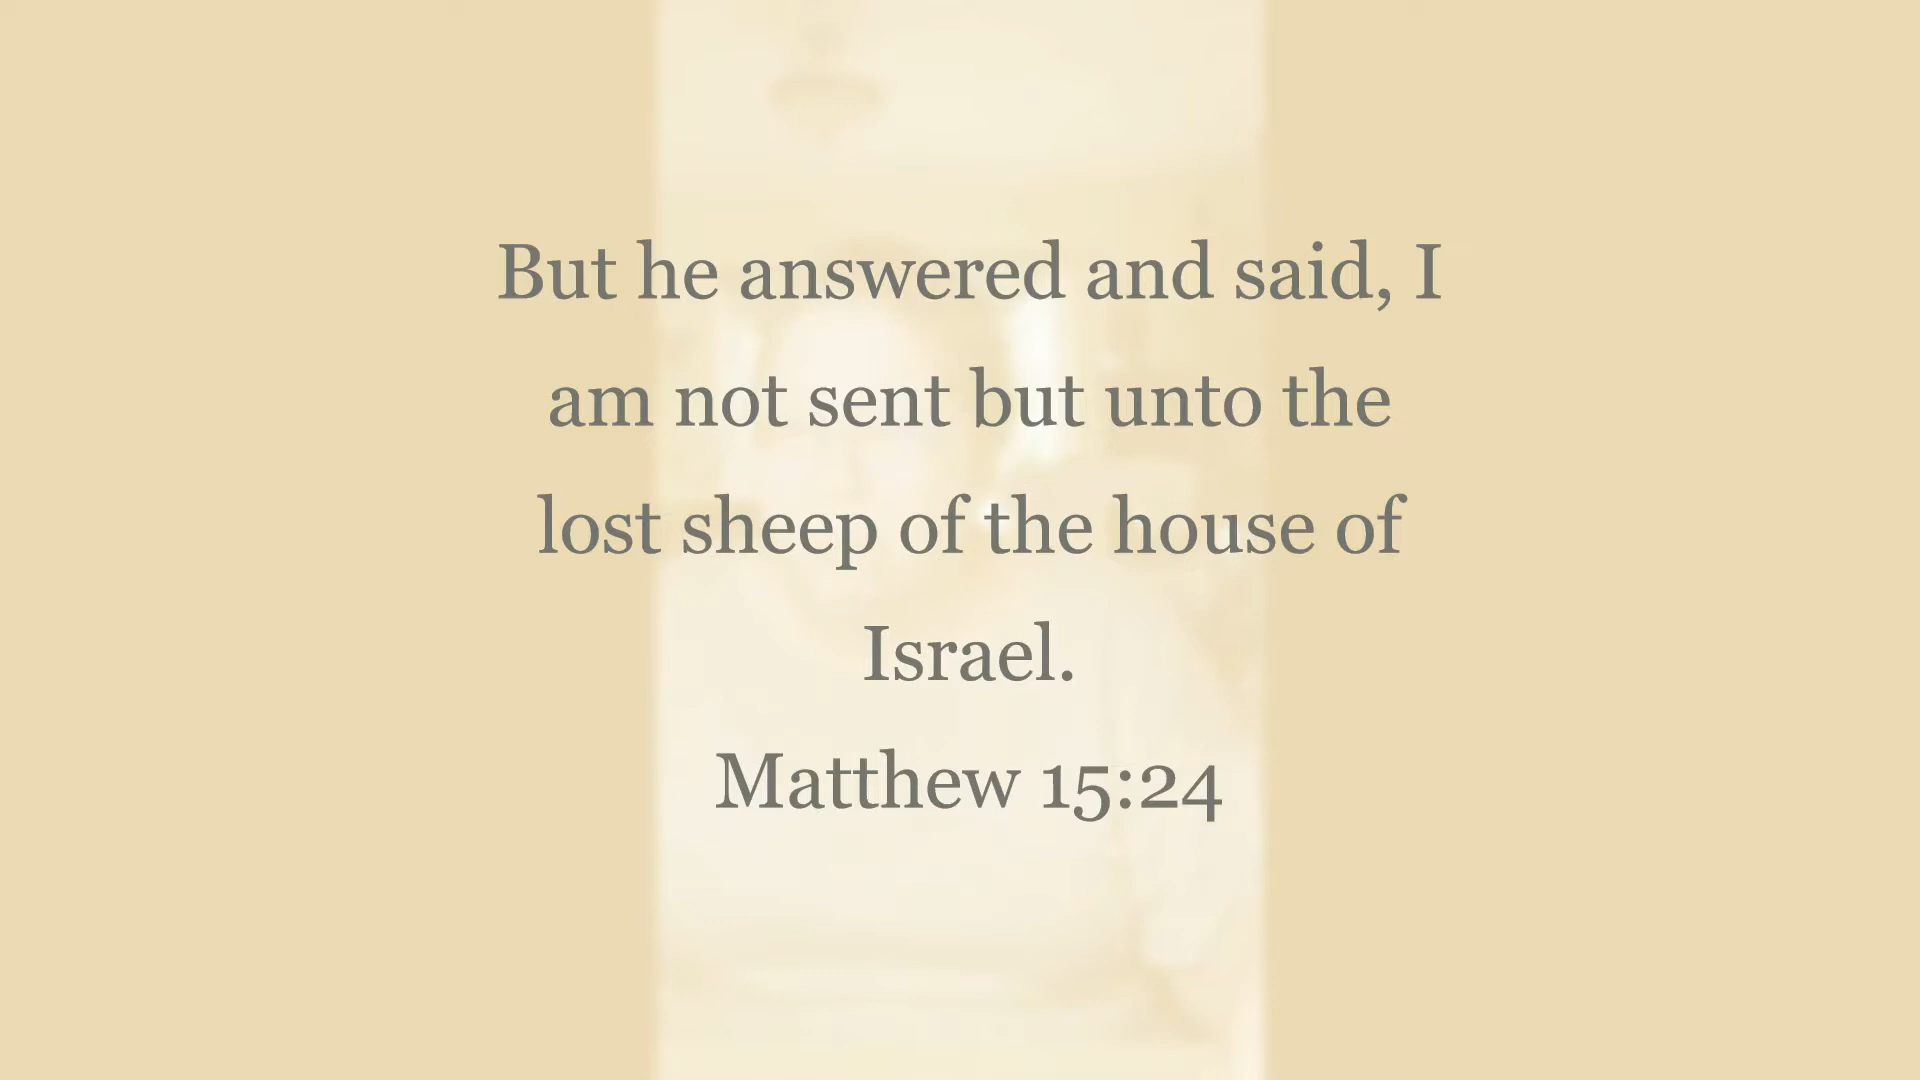 But he answered and said, I
am not sent but unto the
lost sheep of the house of
Israel.
Matthew 15:24